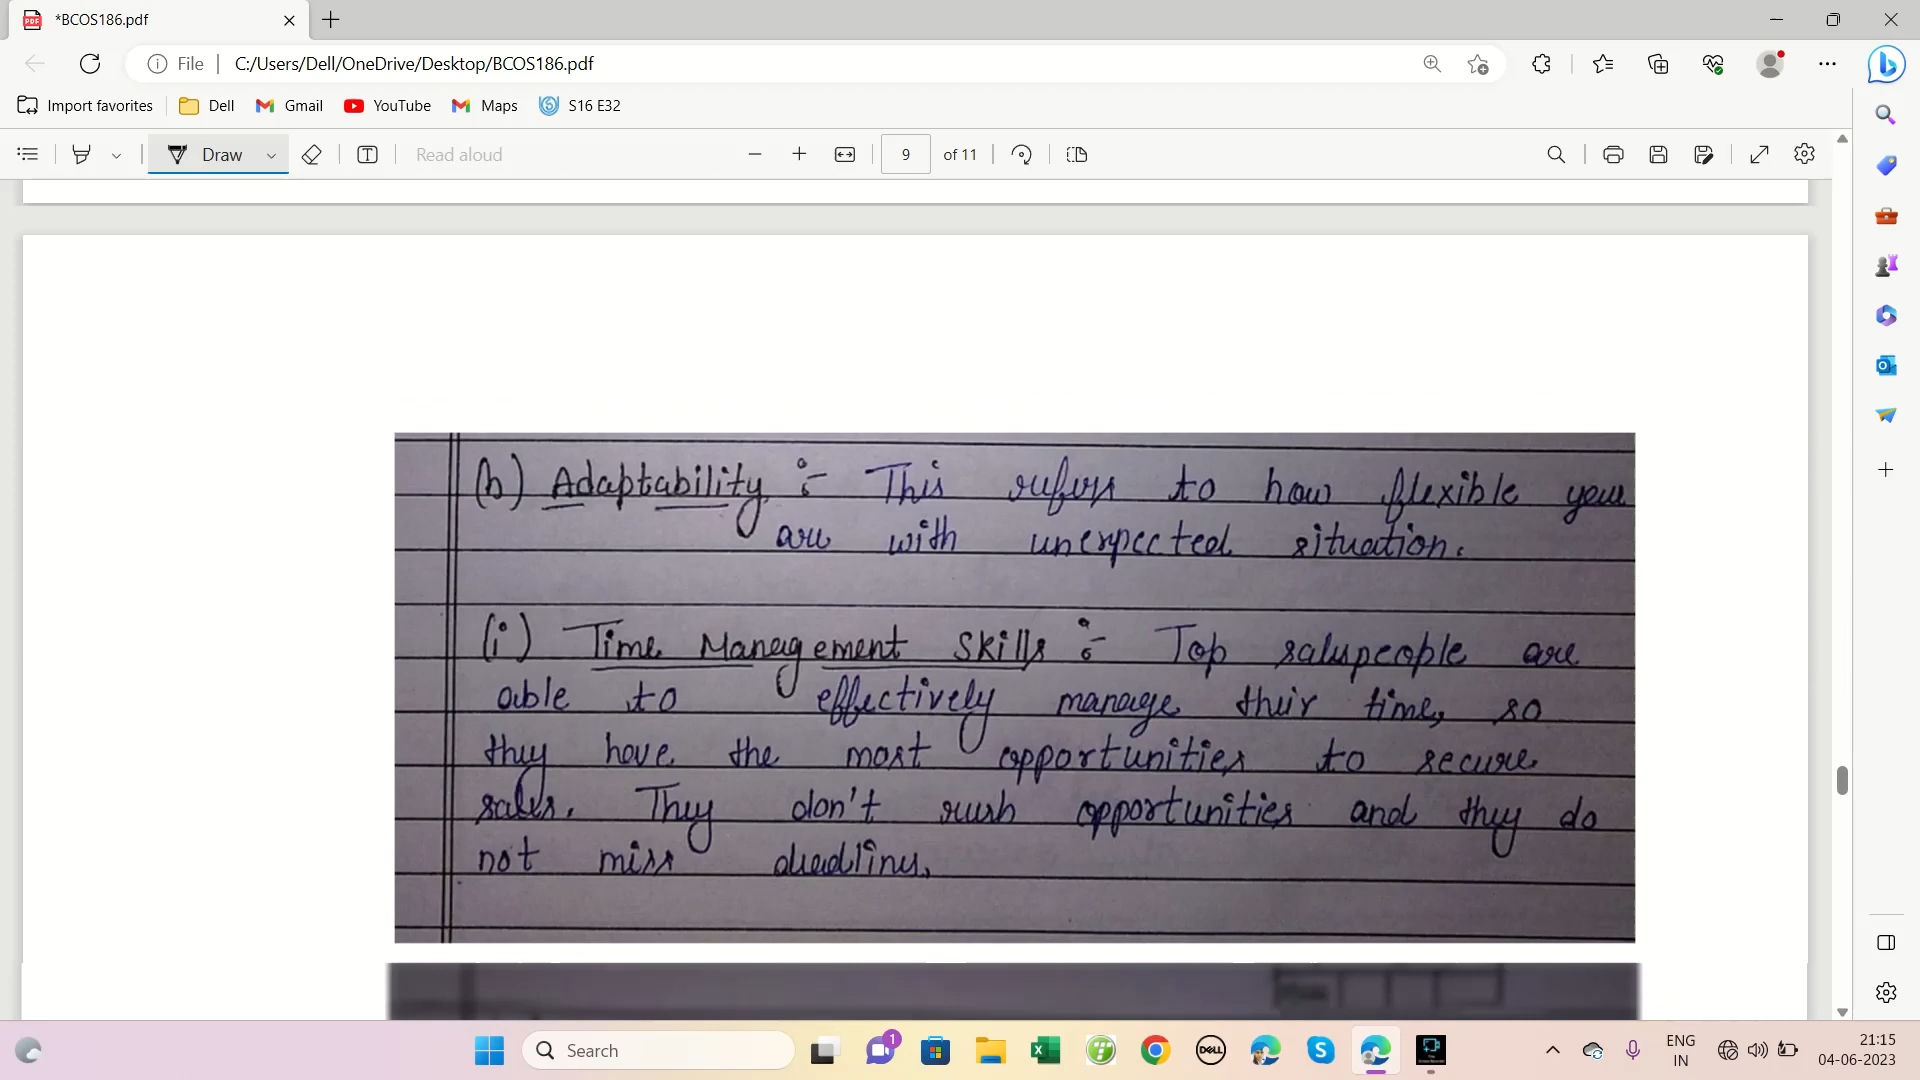 *BCOS186.pdf
File C:/Users/Dell/OneDrive/Desktop/BCOS186.pdf
Import favorites Dell Gmail YouTube Maps S16 E32
Draw Read aloud 9 of 11
(h) Adaptability :- This refers to how flexible you
are with unexpected situation.
(i) Time Management Skills :- Top salespeople are
able to effectively manage their time, so
they have the most opportunities to secure
sales. They don't rush opportunities and they do
not miss deadlines.
Search
1
DELL
ENG
IN
21:15
04-06-2023